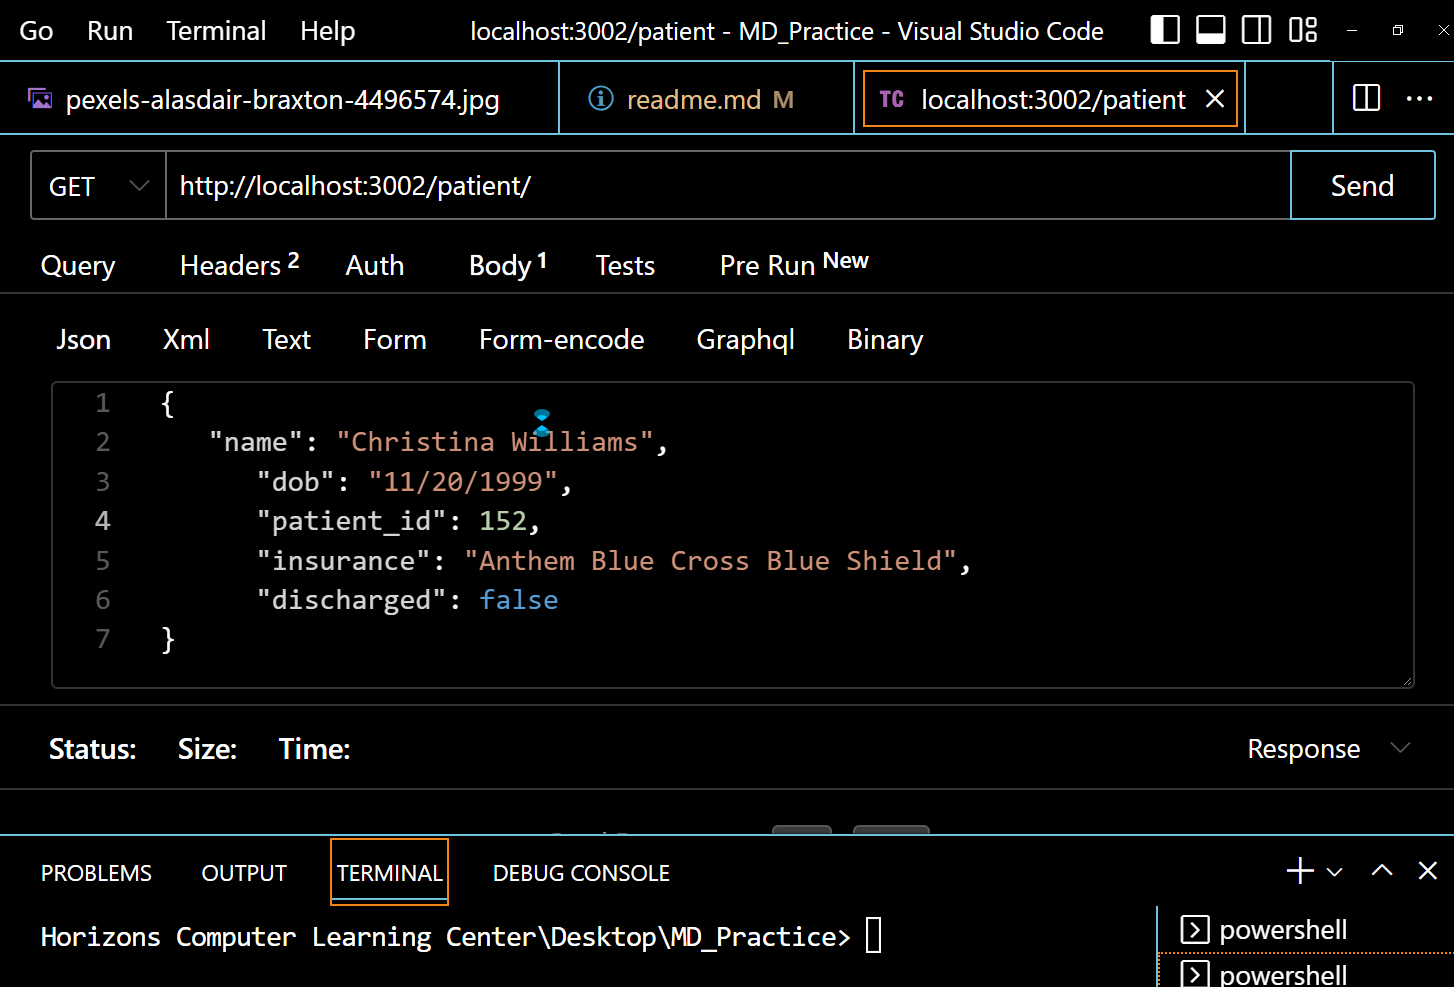 Go Run Terminal Help localhost:3002/patient - MD_Practice - Visual Studio Code
pexels-alasdair-braxton-4496574.jpg readme.md M TC localhost:3002/patient
GET http://localhost:3002/patient/ Send
Query Headers 2 Auth Body 1 Tests Pre Run New
Json Xml Text Form Form-encode Graphql Binary
1 {
2 "name": "Christina Williams",
3 "dob": "11/20/1999",
4 "patient_id": 152,
5 "insurance": "Anthem Blue Cross Blue Shield",
6 "discharged": false
7 }
Status: Size: Time: Response
PROBLEMS OUTPUT TERMINAL DEBUG CONSOLE
Horizons Computer Learning Center\Desktop\MD_Practice>
powershell
powershell